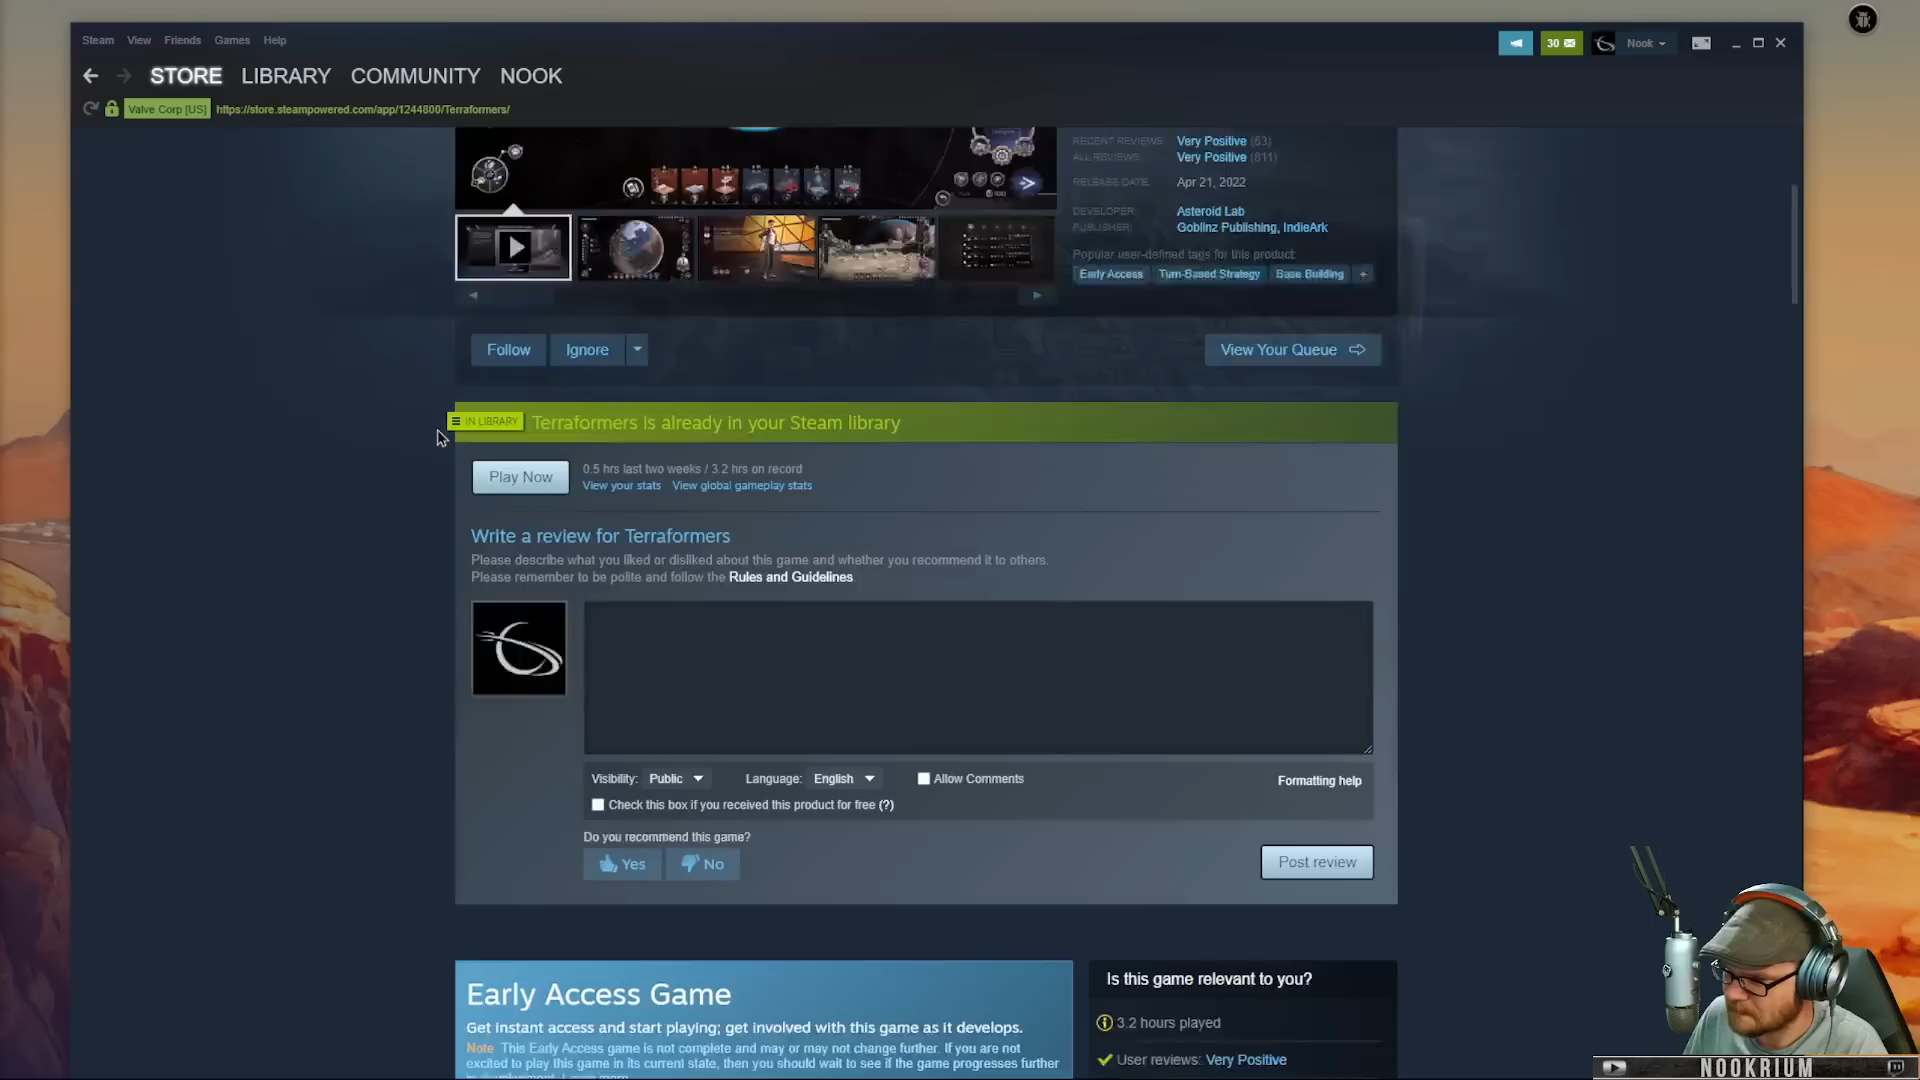 Steam View Friends Games Help
30
Nook
STORE LIBRARY COMMUNITY NOOK
Valve Corp [US] https://store.steampowered.com/app/1244800/Terraformers/
RECENT REVIEWS: Very Positive (63)
ALL REVIEWS: Very Positive (811)
RELEASE DATE: Apr 21, 2022
DEVELOPER: Asteroid Lab
PUBLISHER: Goblinz Publishing, IndieArk
Popular user-defined tags for this product:
Early Access Turn-Based Strategy Base Building +
Follow Ignore View Your Queue
IN LIBRARY Terraformers is already in your Steam library
Play Now 0.5 hrs last two weeks / 3.2 hrs on record
View your stats View global gameplay stats
Write a review for Terraformers
Please describe what you liked or disliked about this game and whether you recommend it to others.
Please remember to be polite and follow the Rules and Guidelines
Visibility: Public Language: English Allow Comments Formatting help
Check this box if you received this product for free (?)
Do you recommend this game?
Yes No Post review
Early Access Game
Get instant access and start playing; get involved with this game as it develops.
Note: This Early Access game is not complete and may or may not change further. If you are not
excited to play this game in its current state, then you should wait to see if the game progresses further
Is this game relevant to you?
3.2 hours played
User reviews: Very Positive
NOOKRIUM